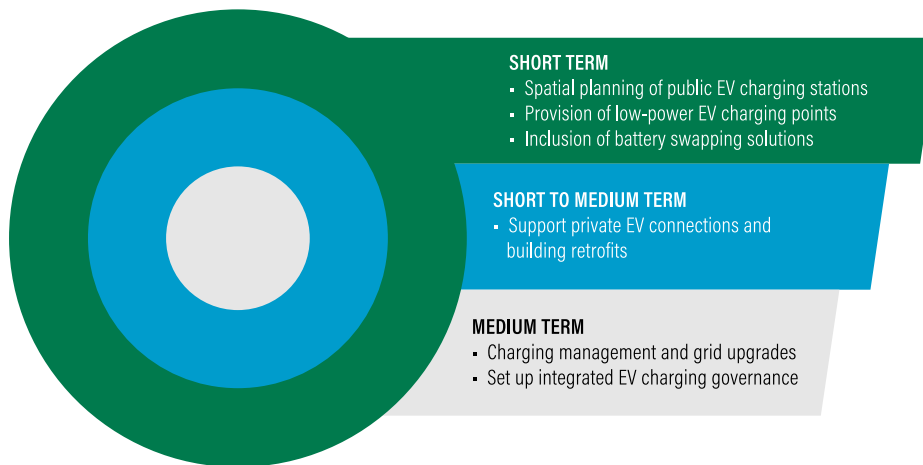 SHORT TERM
▪ Spatial planning of public EV charging stations
▪ Provision of low-power EV charging points
▪ Inclusion of battery swapping solutions
SHORT TO MEDIUM TERM
▪ Support private EV connections and
building retrofits
MEDIUM TERM
▪ Charging management and grid upgrades
▪ Set up integrated EV charging governance